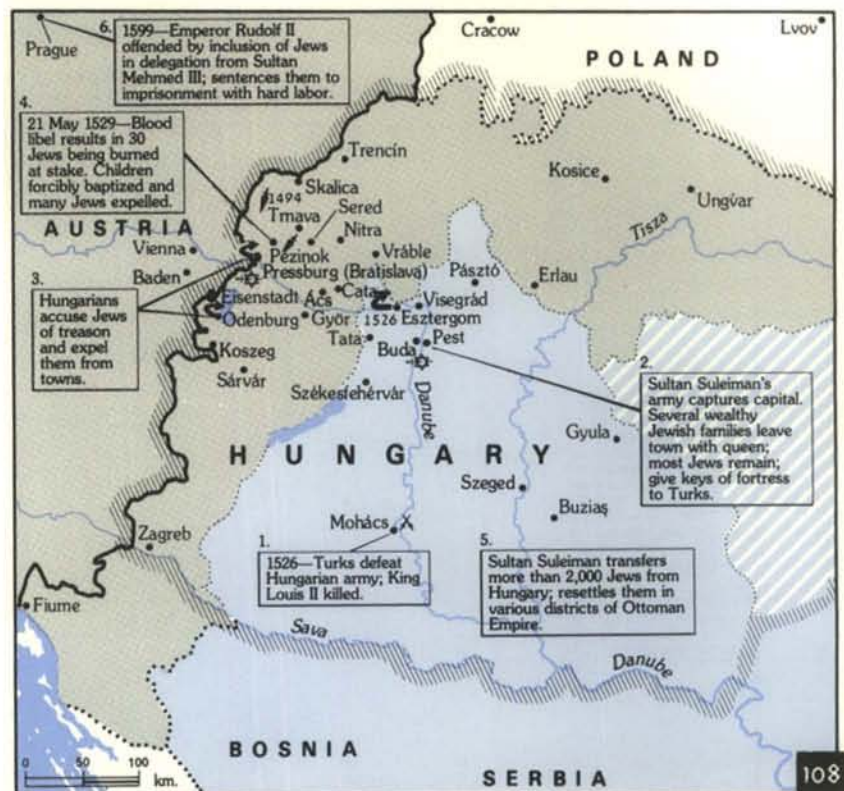 Prague
6.
1599—Emperor Rudolf II
offended by inclusion of Jews
in delegation from Sultan
Mehmed III; sentences them to
imprisonment with hard labor.
Cracow
Lvov
POLAND
4.
21 May 1529—Blood
libel results in 30
Jews being burned
at stake. Children
forcibly baptized and
many Jews expelled.
Trencín
Skalica
1494
Trnava
Sered
Kosice
Ungvar
AUSTRIA
Nitra
Tisza
Vienna
Pézinok
Vráble
Pressburg (Bratislava)
Pásztó
Erlau
Baden
3.
Hungarians
accuse Jews
of treason
and expel
them from
towns.
Eisenstadt
Ács
Cata
Visegrád
Odenburg
Györ
1526
Esztergom
Tata
Buda
Pest
Koszeg
Sárvár
Székesfehérvár
Danube
2.
Sultan Suleiman's
army captures capital.
Several wealthy
Jewish families leave
town with queen;
most Jews remain;
give keys of fortress
to Turks.
Gyula
HUNGARY
Szeged
Buziaş
Mohács
Zagreb
1.
1526—Turks defeat
Hungarian army; King
Louis II killed.
5.
Sultan Suleiman transfers
more than 2,000 Jews from
Hungary; resettles them in
various districts of Ottoman
Empire.
Fiume
Sava
Danube
BOSNIA
SERBIA
0 50 100
km.
108